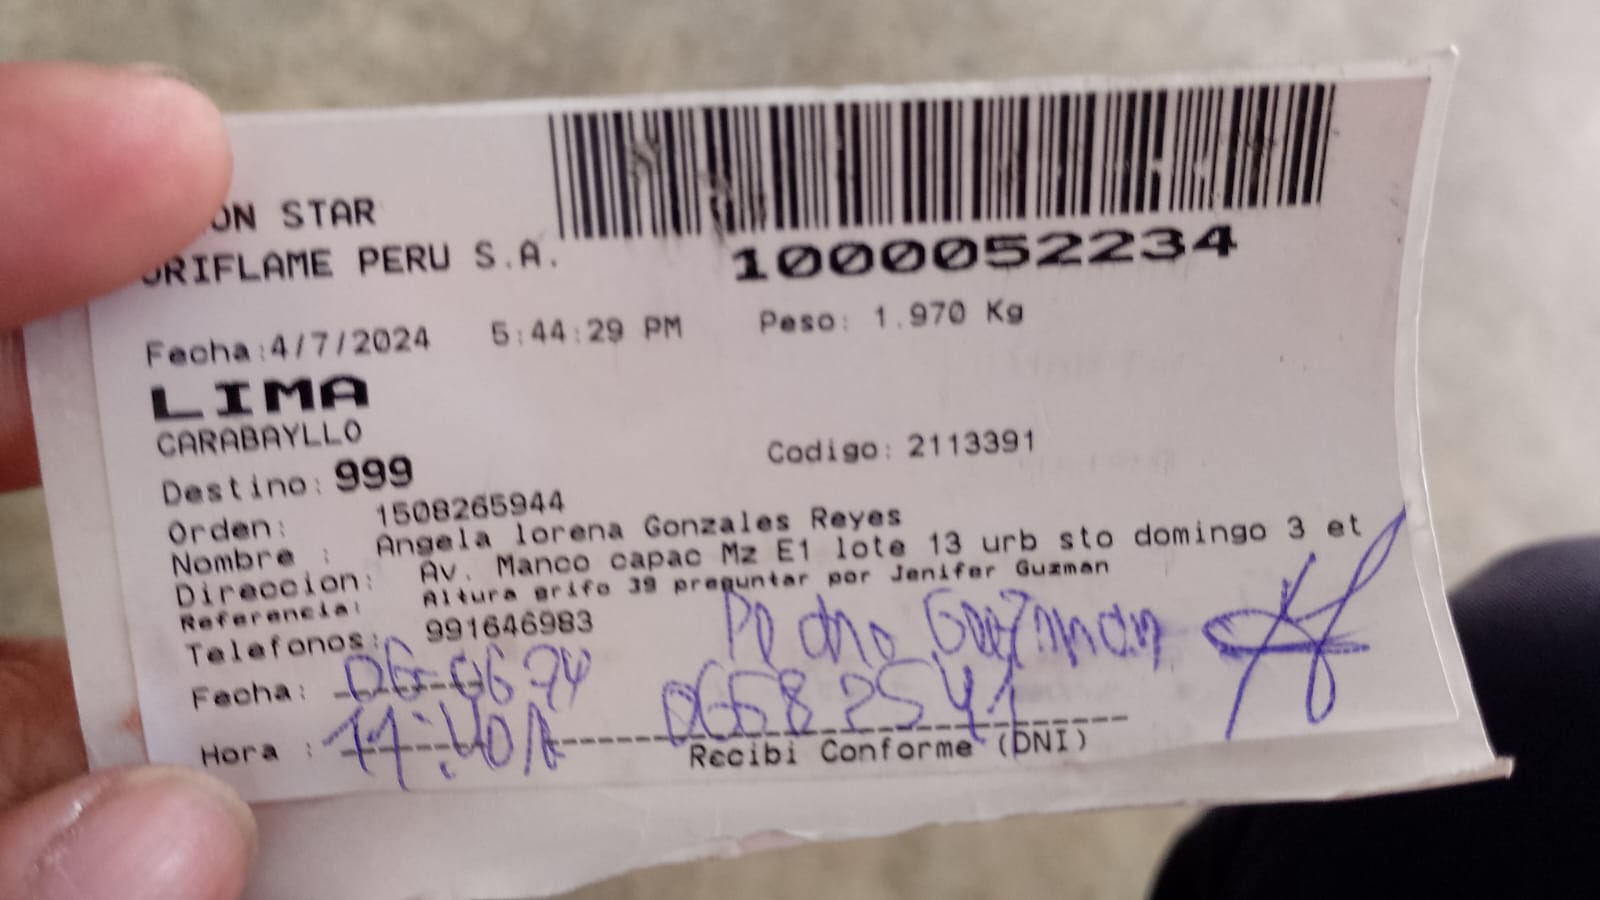 ON STAR
ORIFLAME PERU S.A.
1000052234
Fecha:4/7/2024 5:44:29 PM Peso: 1.970 Kg
LIMA
CARABAYLLO
Codigo: 2113391
Destino: 999
Orden: 1508265944
Nombre : Angela lorena Gonzales Reyes
Direccion: Av. Manco capac Mz E1 lote 13 urb sto domingo 3 et
Referencia: Altura grifo 39 preguntar por Jenifer Guzman
Telefonos: 991646983
Pedro Guzman
Fecha:
Hora : 11:40A
Recibi Conforme (DNI)